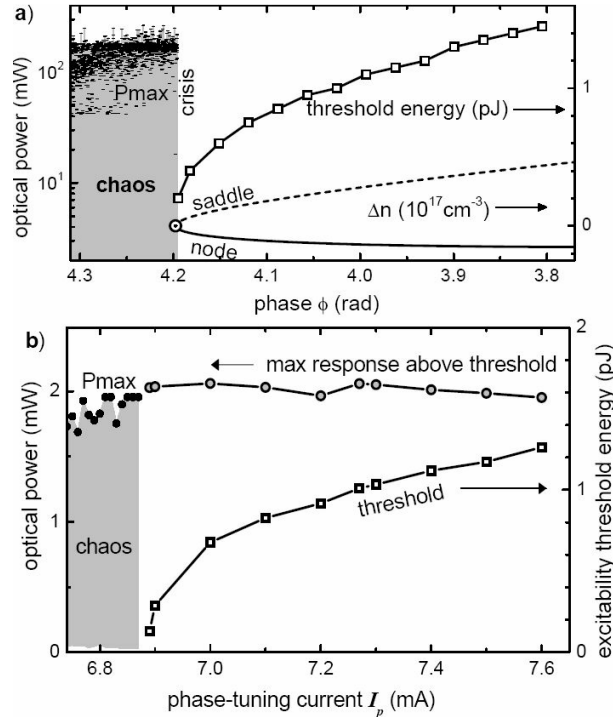 a)
optical power (mW)
10²
10¹
Pmax
crisis
chaos
threshold energy (pJ)
saddle
Δn (10¹⁷cm⁻³)
node
1
0
4.3 4.2 4.1 4.0 3.9 3.8
phase ϕ (rad)
b)
optical power (mW)
2
1
0
Pmax
max response above threshold
threshold
chaos
2
1
0
excitability threshold energy (pJ)
6.8 7.0 7.2 7.4 7.6
phase-tuning current Iₚ (mA)